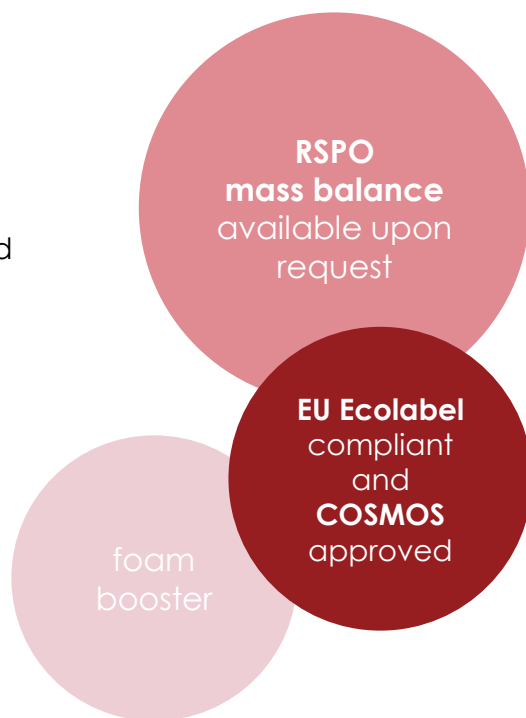 RSPO
mass balance
available upon
request
d
EU Ecolabel
compliant
and
COSMOS
approved
foam
booster